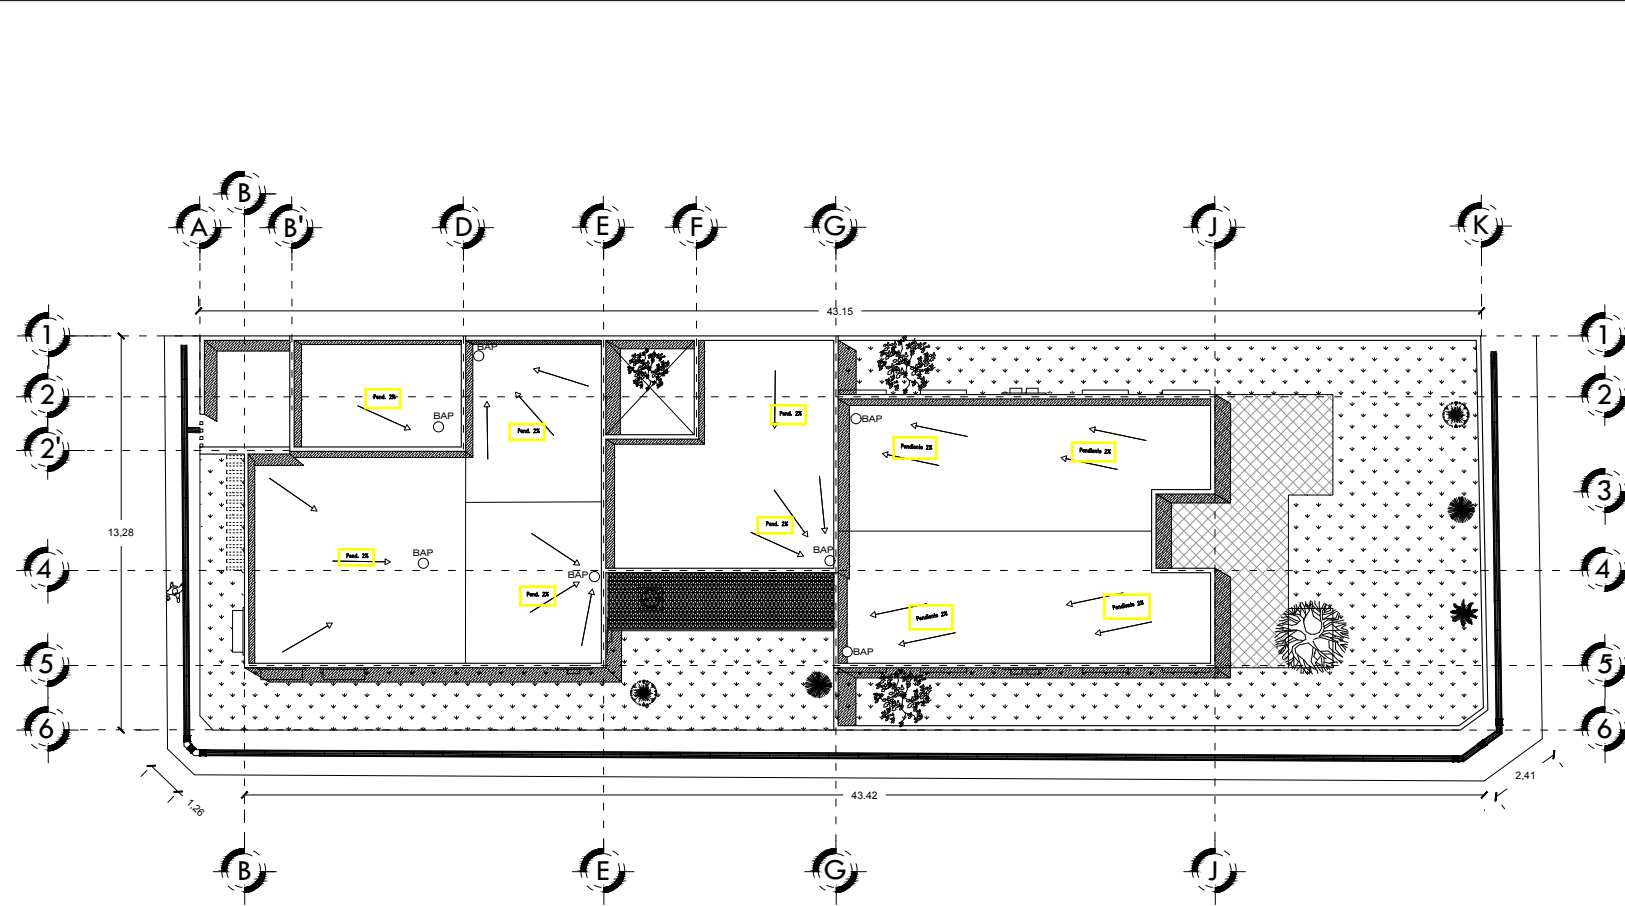 B
A B' D E F G J K
43.15
1 1
BAP
2 2
Pend. 2%
Pend. 2%
BAP
BAP
Pend. 2%
Pendiente 2%
Pendiente 2%
2'
3
Pend. 2%
13,28
BAP
Pend. 2%
BAP
4 4
BAP
Pend. 2%
Pendiente 2%
Pendiente 2%
BAP
5 5
6 6
2,41
43.42
1,26
B E G J